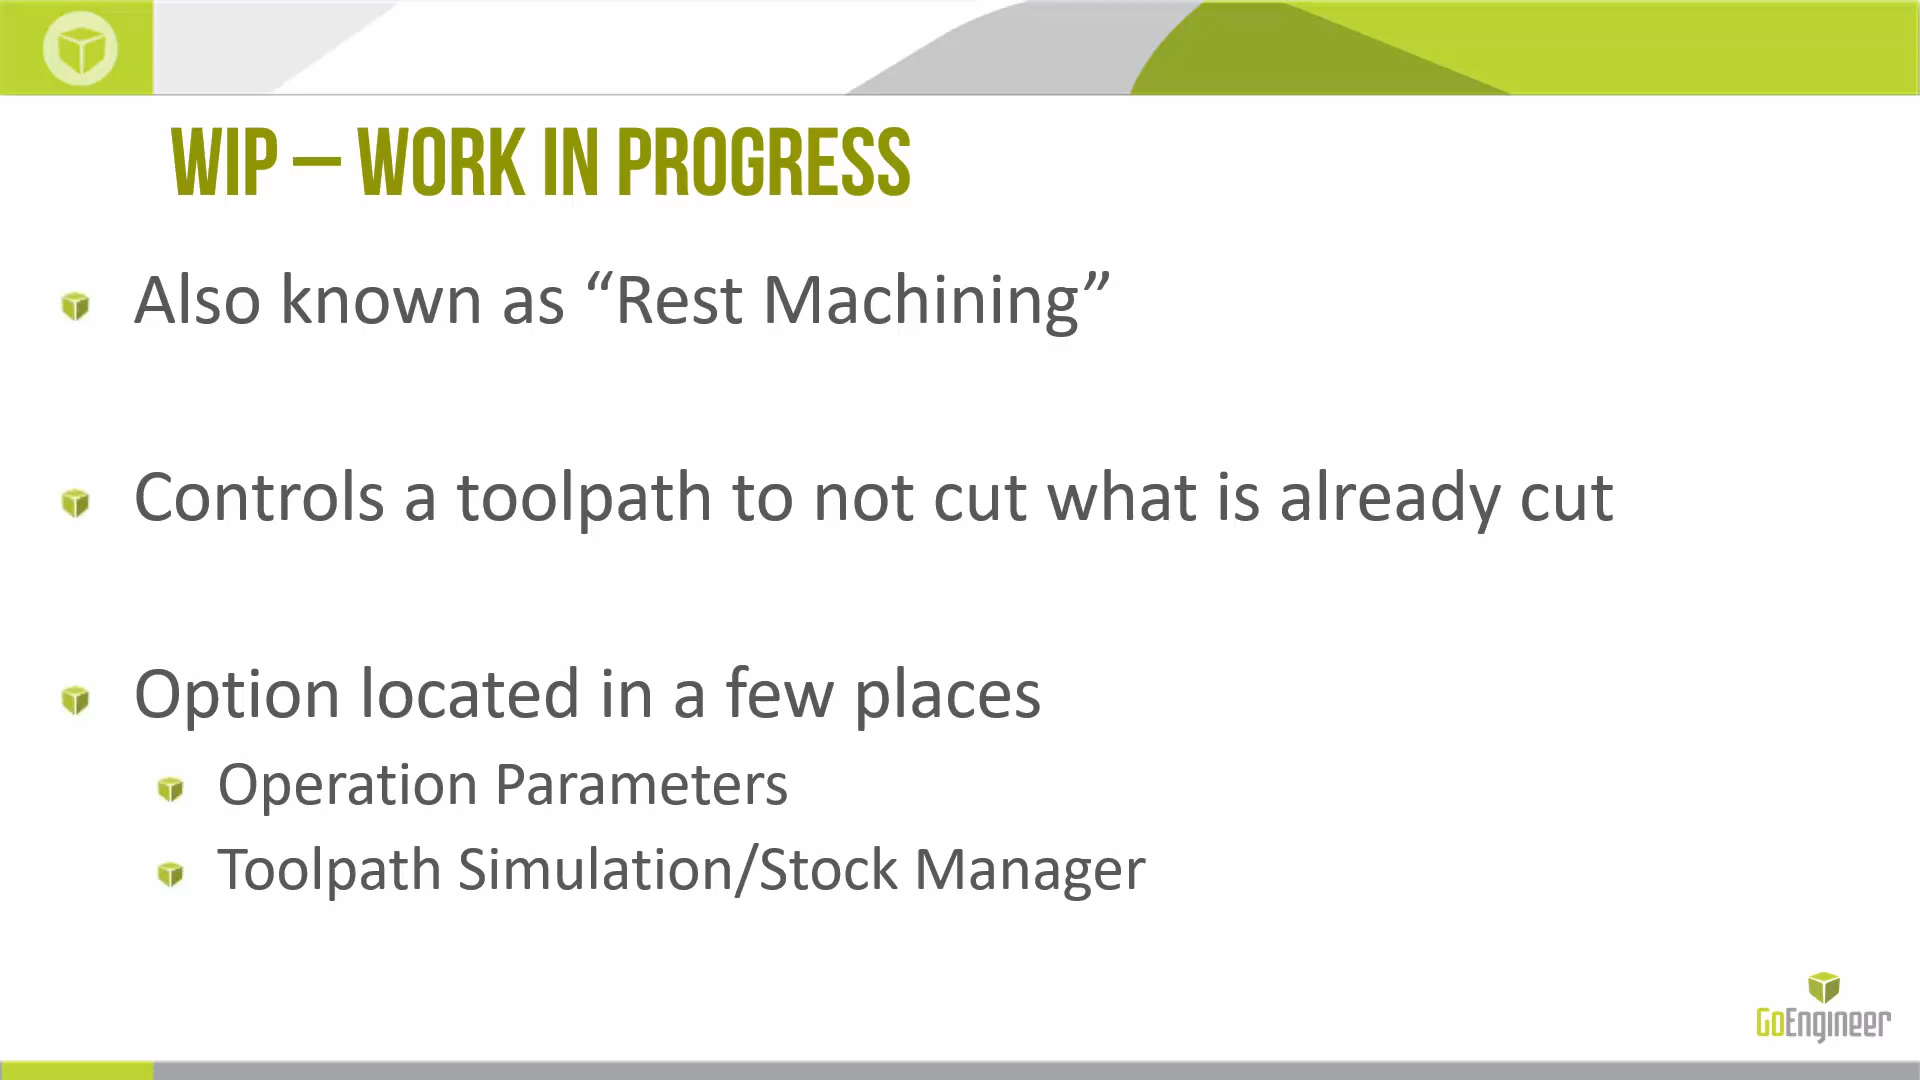 WIP – WORK IN PROGRESS
Also known as “Rest Machining”
Controls a toolpath to not cut what is already cut
Option located in a few places
Operation Parameters
Toolpath Simulation/Stock Manager
GoEngineer